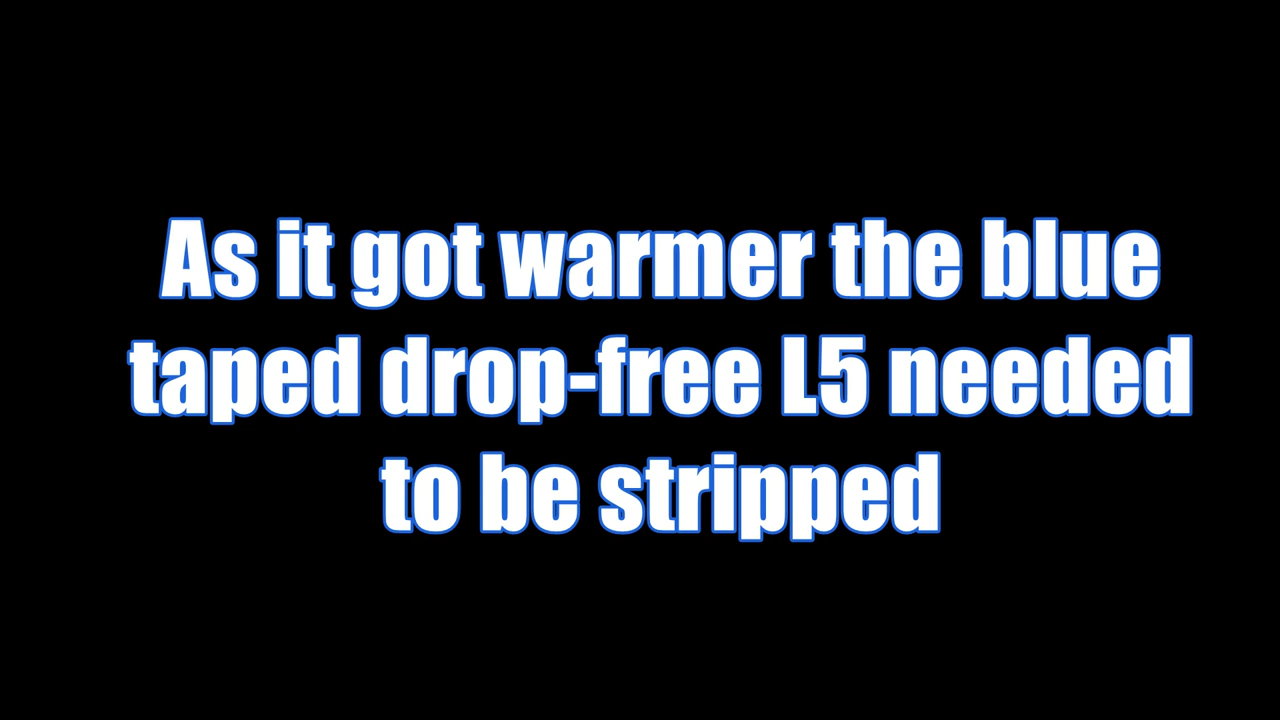 As it got warmer the blue
taped drop-free L5 needed
to be stripped